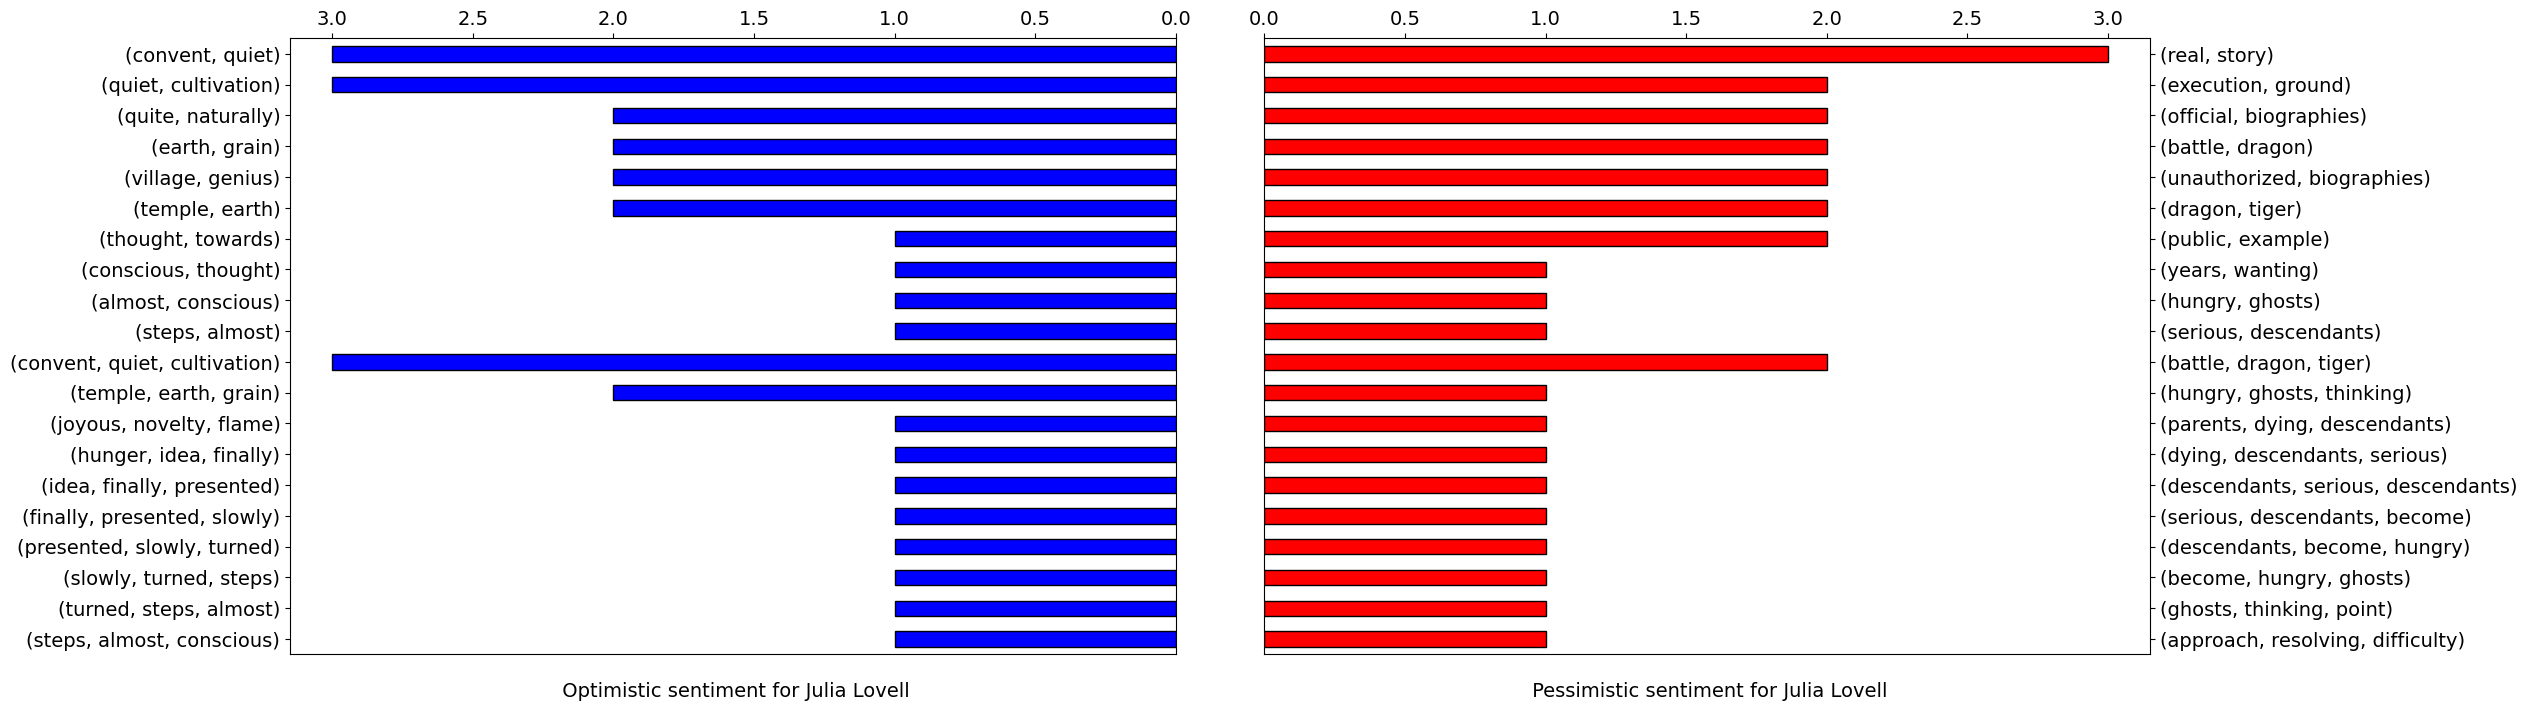 3.0 2.5 2.0 1.5 1.0 0.5 0.0
(convent, quiet)
(quiet, cultivation)
(quite, naturally)
(earth, grain)
(village, genius)
(temple, earth)
(thought, towards)
(conscious, thought)
(almost, conscious)
(steps, almost)
(convent, quiet, cultivation)
(temple, earth, grain)
(joyous, novelty, flame)
(hunger, idea, finally)
(idea, finally, presented)
(finally, presented, slowly)
(presented, slowly, turned)
(slowly, turned, steps)
(turned, steps, almost)
(steps, almost, conscious)
Optimistic sentiment for Julia Lovell
0.0 0.5 1.0 1.5 2.0 2.5 3.0
(real, story)
(execution, ground)
(official, biographies)
(battle, dragon)
(unauthorized, biographies)
(dragon, tiger)
(public, example)
(years, wanting)
(hungry, ghosts)
(serious, descendants)
(battle, dragon, tiger)
(hungry, ghosts, thinking)
(parents, dying, descendants)
(dying, descendants, serious)
(descendants, serious, descendants)
(serious, descendants, become)
(descendants, become, hungry)
(become, hungry, ghosts)
(ghosts, thinking, point)
(approach, resolving, difficulty)
Pessimistic sentiment for Julia Lovell